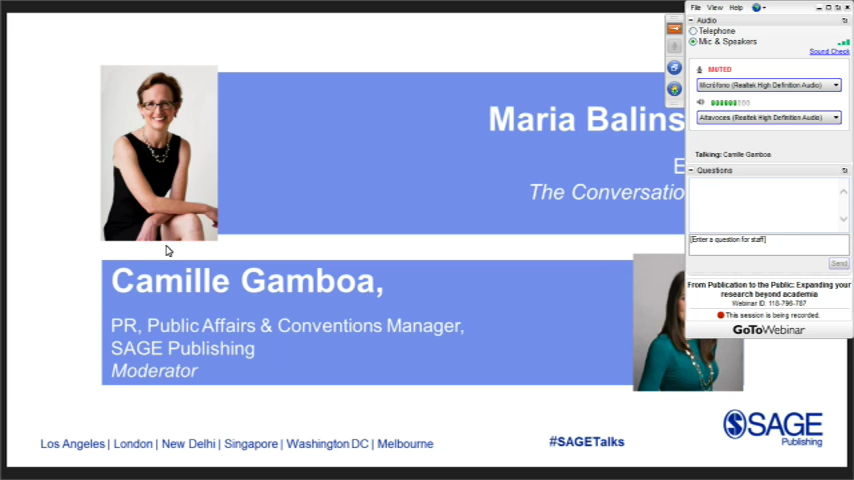 Maria Balins
E
The Conversatio
Camille Gamboa,
PR, Public Affairs & Conventions Manager,
SAGE Publishing
Moderator
Los Angeles | London | New Delhi | Singapore | Washington DC | Melbourne
#SAGETalks
SAGE
Publishing
File View Help
Audio
Telephone
Mic & Speakers
Sound Check
MUTED
Micrófono (Realtek High Definition Audio)
Altavoces (Realtek High Definition Audio)
Talking: Camille Gamboa
Questions
[Enter a question for staff]
Send
From Publication to the Public: Expanding your
research beyond academia
Webinar ID: 118-796-787
This session is being recorded.
GoToWebinar